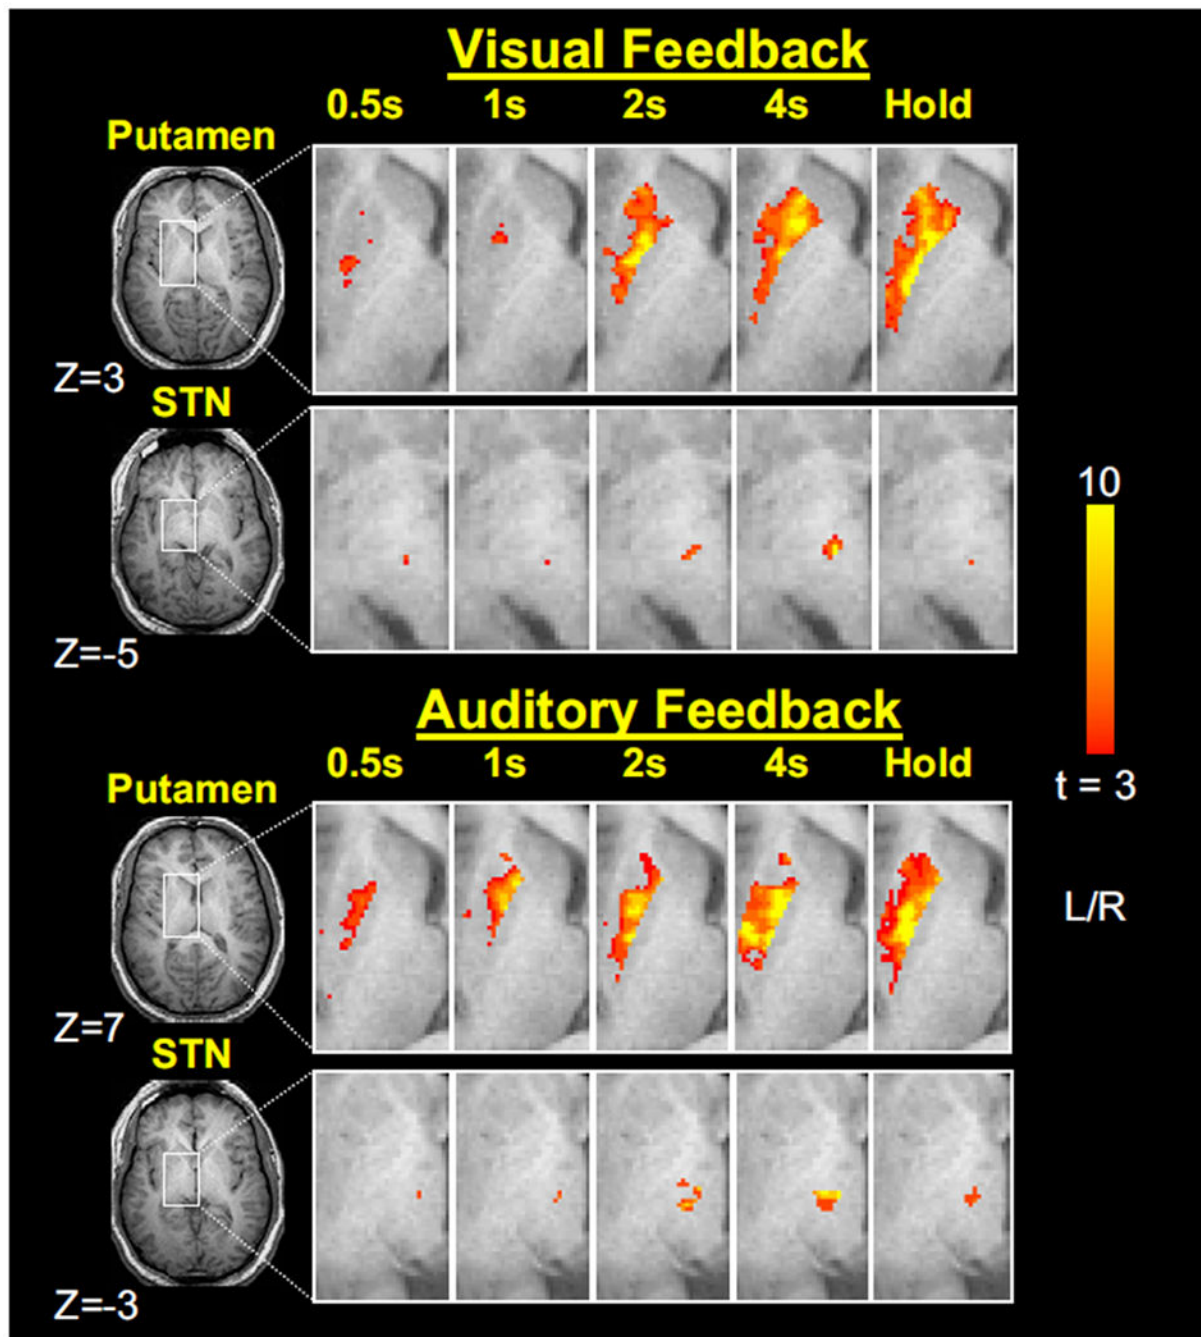 Visual Feedback
0.5s 1s 2s 4s Hold
Putamen
Z=3
STN
Z=-5
10
t = 3
Auditory Feedback
0.5s 1s 2s 4s Hold
Putamen
L/R
Z=7
STN
Z=-3